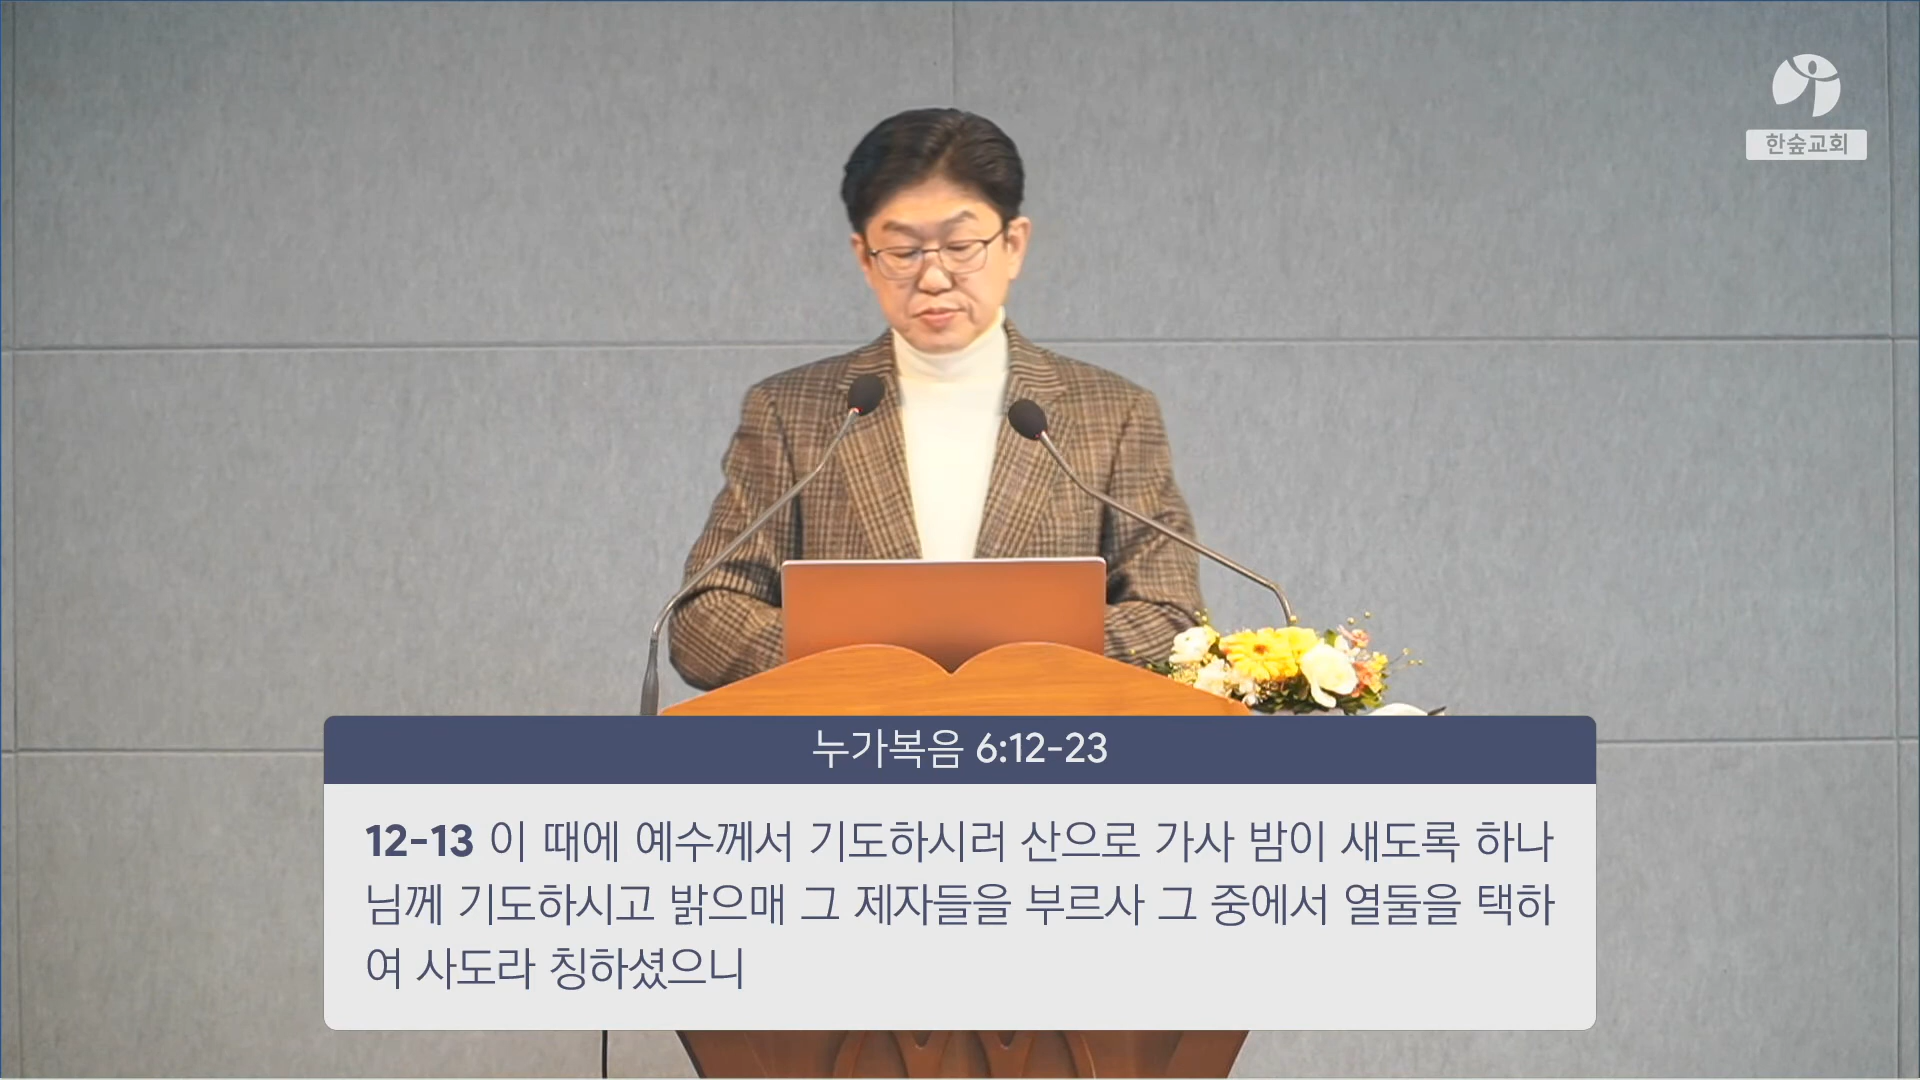 한숲교회
누가복음 6:12-23
12-13 이 때에 예수께서 기도하시러 산으로 가사 밤이 새도록 하나
님께 기도하시고 밝으매 그 제자들을 부르사 그 중에서 열둘을 택하
여 사도라 칭하셨으니